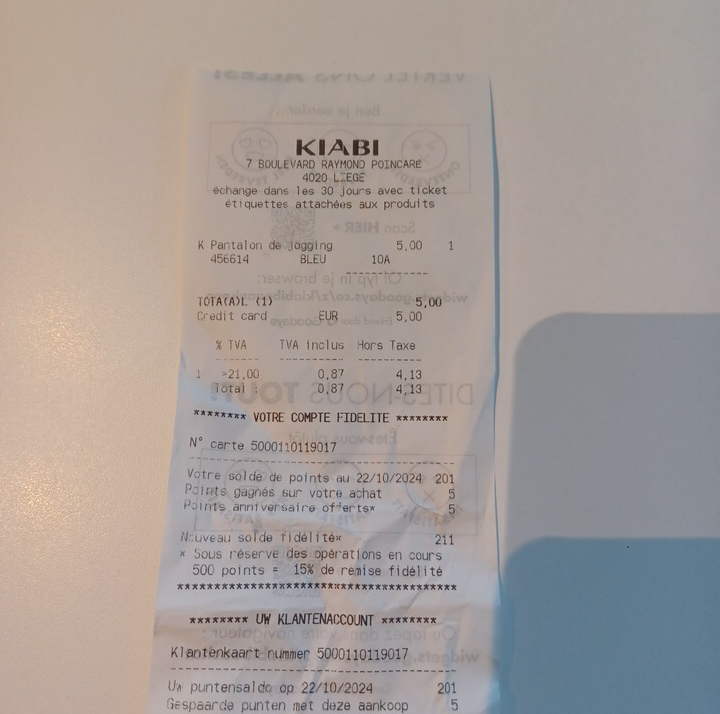 KIABI
7 BOULEVARD RAYMOND POINCARE
4020 LIEGE
échange dans les 30 jours avec ticket
étiquettes attachées aux produits
K Pantalon de jogging 5,00 1
456614 BLEU 10A
TOTA(A)L (1) 5,00
Credit card EUR 5,00
% TVA TVA inclus Hors Taxe
1 >21,00 0,87 4,13
Total : 0,87 4,13
******** VOTRE COMPTE FIDELITE ********
N° carte 5000110119017
Votre solde de points au 22/10/2024 201
Points gagnés sur votre achat 5
Points anniversaire offerts* 5
Nouveau solde fidélité* 211
* Sous réserve des opérations en cours
500 points = 15% de remise fidélité
******************************************
******** UW KLANTENACCOUNT ********
Klantenkaart nummer 5000110119017
Uw puntensaldo op 22/10/2024 201
Gespaarde punten met deze aankoop 5